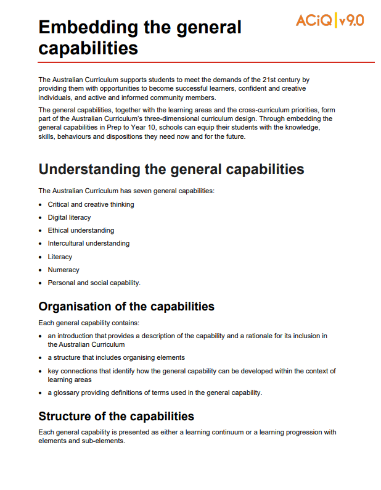 Embedding the general
capabilities
ACiQ|v9.0
The Australian Curriculum supports students to meet the demands of the 21st century by
providing them with opportunities to become successful learners, confident and creative
individuals, and active and informed community members.
The general capabilities, together with the learning areas and the cross-curriculum priorities, form
part of the Australian Curriculum's three-dimensional curriculum design. Through embedding the
general capabilities in Prep to Year 10, schools can equip their students with the knowledge,
skills, behaviours and dispositions they need now and for the future.
Understanding the general capabilities
The Australian Curriculum has seven general capabilities:
• Critical and creative thinking
• Digital literacy
• Ethical understanding
• Intercultural understanding
• Literacy
• Numeracy
• Personal and social capability.
Organisation of the capabilities
Each general capability contains:
• an introduction that provides a description of the capability and a rationale for its inclusion in
the Australian Curriculum
• a structure that includes organising elements
• key connections that identify how the general capability can be developed within the context of
learning areas
• a glossary providing definitions of terms used in the general capability.
Structure of the capabilities
Each general capability is presented as either a learning continuum or a learning progression with
elements and sub-elements.